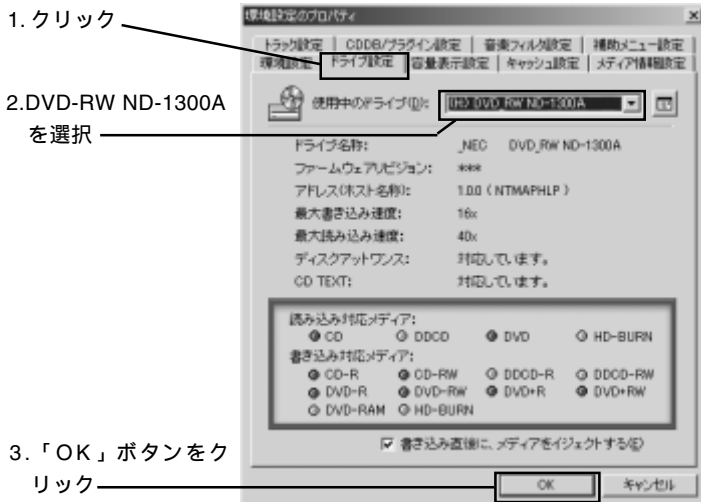 環境設定のプロパティ
1.クリック
トラック設定 CDDB/プラグイン設定 音楽フィルタ設定 補助メニュー設定
環境設定 ドライブ設定 容量表示設定 キャッシュ設定 メディア情報設定
2.DVD-RW ND-1300A
を選択
使用中のドライブ(D): (H:) DVD_RW ND-1300A
ドライブ名称: _NEC DVD_RW ND-1300A
ファームウェアリビジョン: ***
アドレス(ホスト名称): 1:0:0 ( NTMAPHLP )
最大書き込み速度: 16x
最大読み込み速度: 40x
ディスクアットワンス: 対応しています。
CD TEXT: 対応しています。
読み込み対応メディア:
CD DDCD DVD HD-BURN
書き込み対応メディア:
CD-R CD-RW DDCD-R DDCD-RW
DVD-R DVD-RW DVD+R DVD+RW
DVD-RAM HD-BURN
書き込み直後に、メディアをイジェクトする(E)
3.「OK」ボタンをク
リック
OK キャンセル